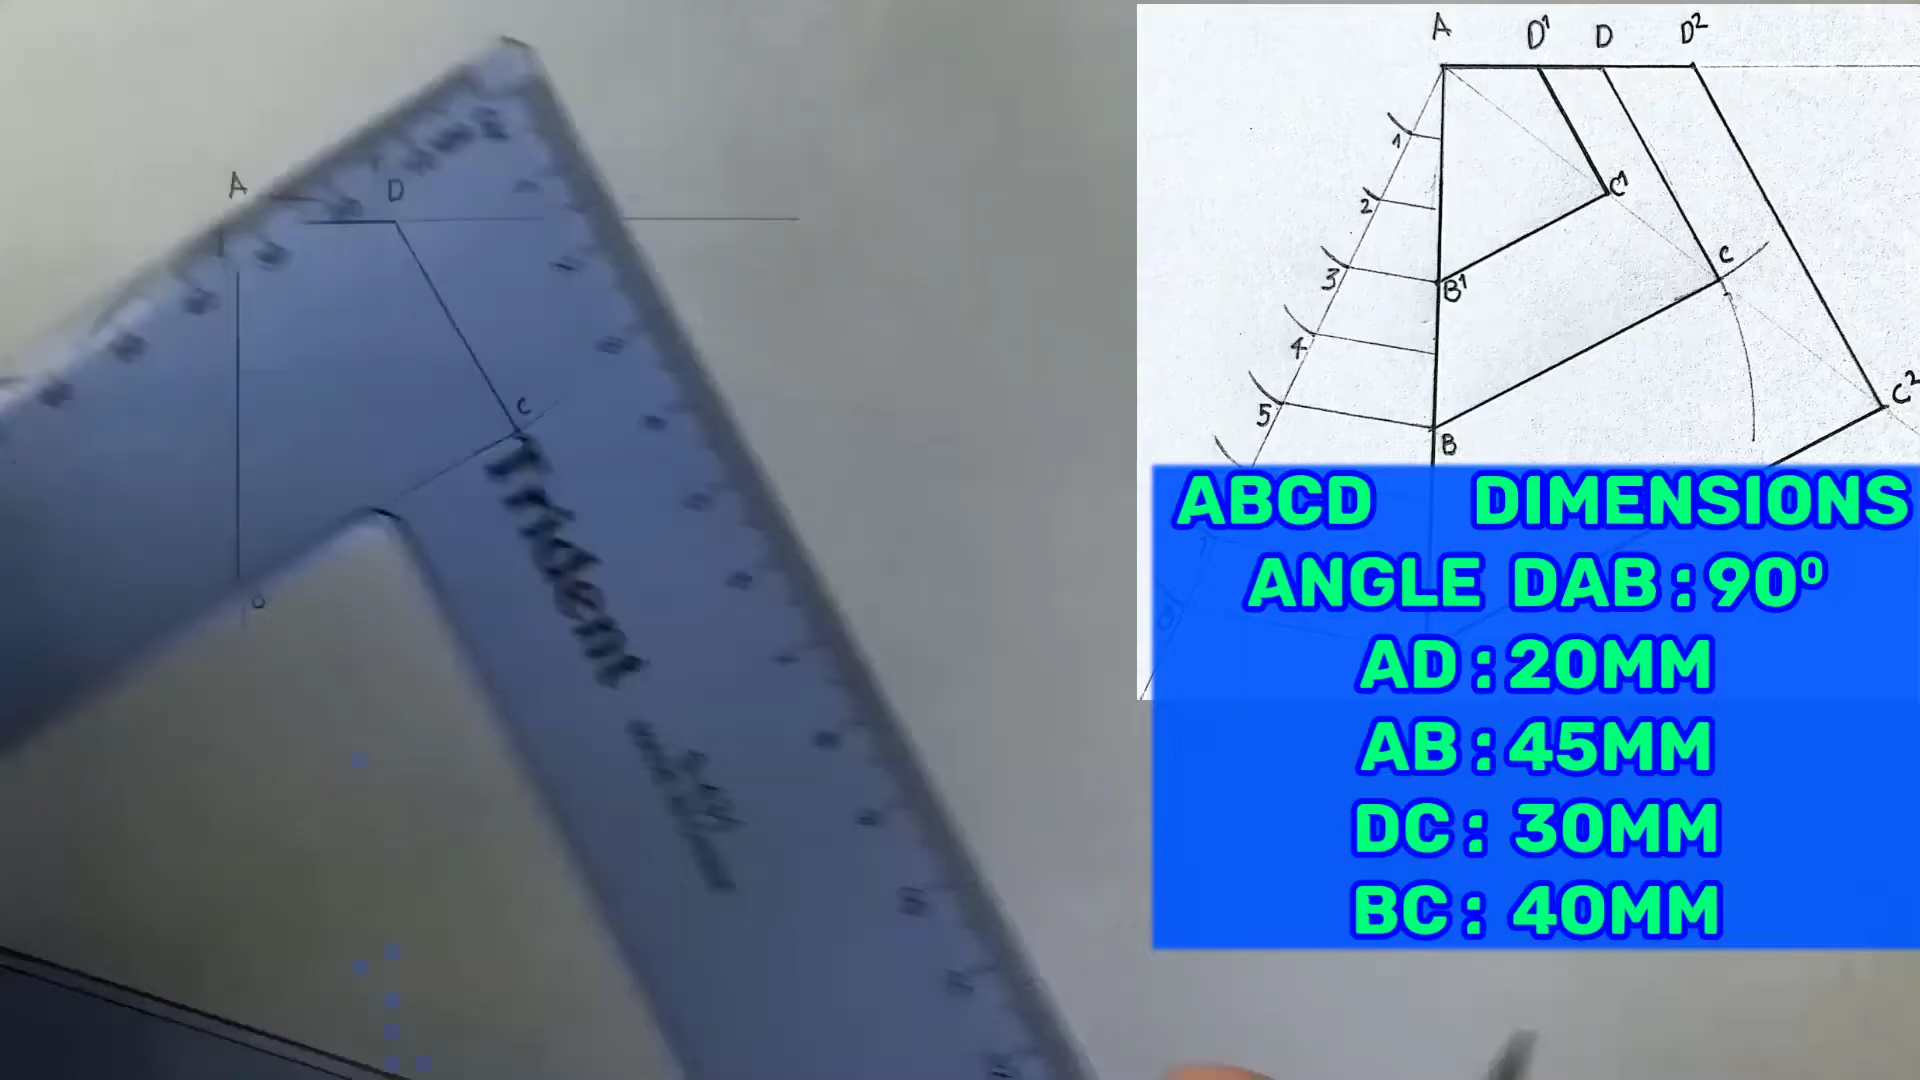 A D¹ D D²
1
C¹
2
C
3
B¹
4
C²
5
B
A D
C
Trident
ABCD DIMENSIONS
ANGLE DAB : 90⁰
AD : 20MM
AB : 45MM
DC : 30MM
BC : 40MM